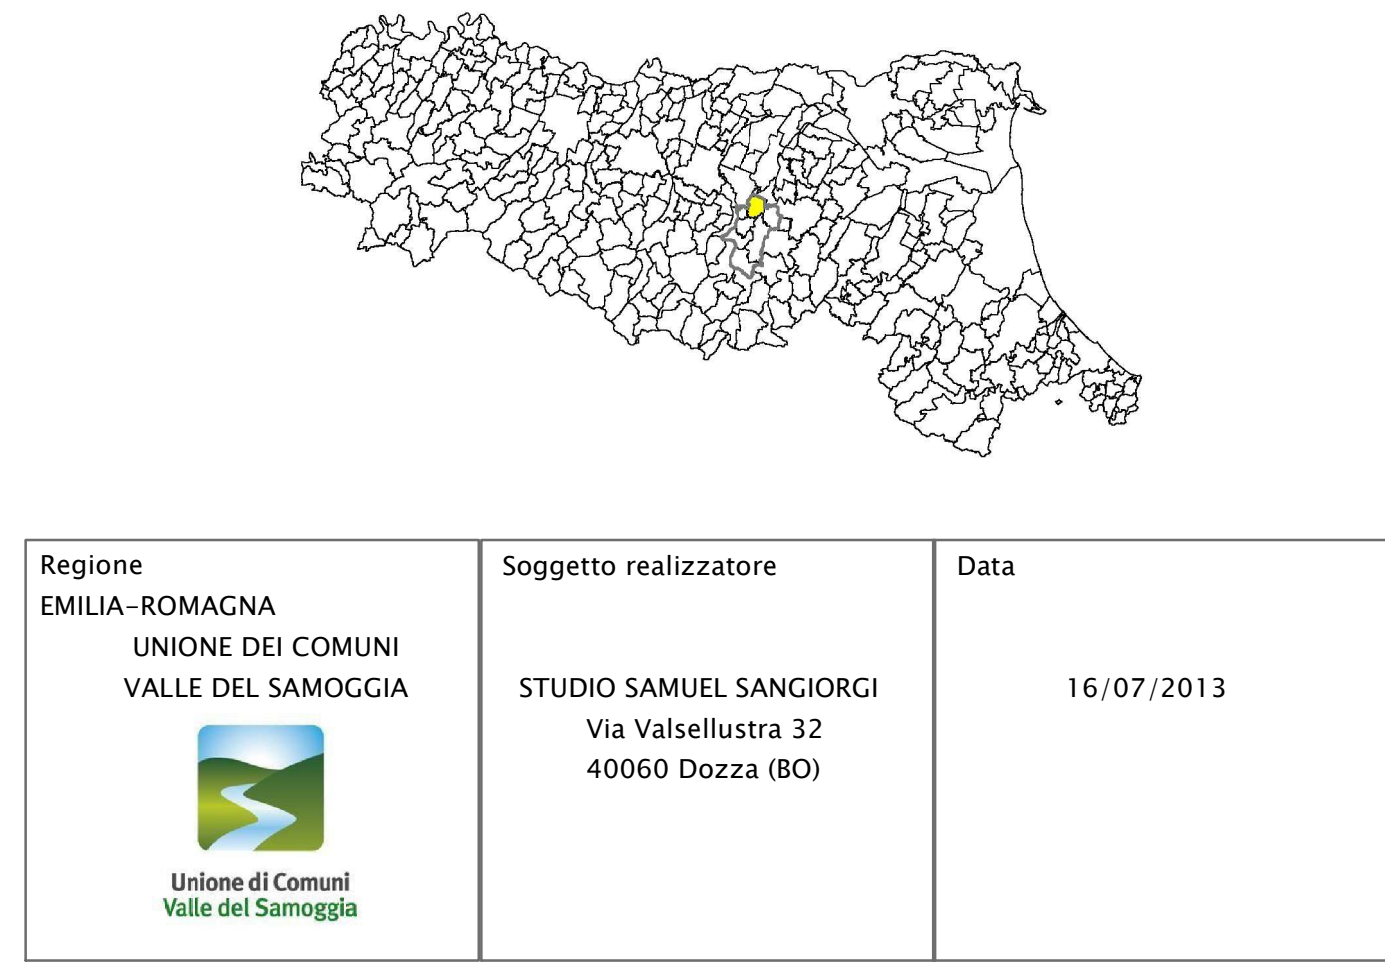 Regione
EMILIA-ROMAGNA
UNIONE DEI COMUNI
VALLE DEL SAMOGGIA
Unione di Comuni
Valle del Samoggia
Soggetto realizzatore
STUDIO SAMUEL SANGIORGI
Via Valsellustra 32
40060 Dozza (BO)
Data
16/07/2013